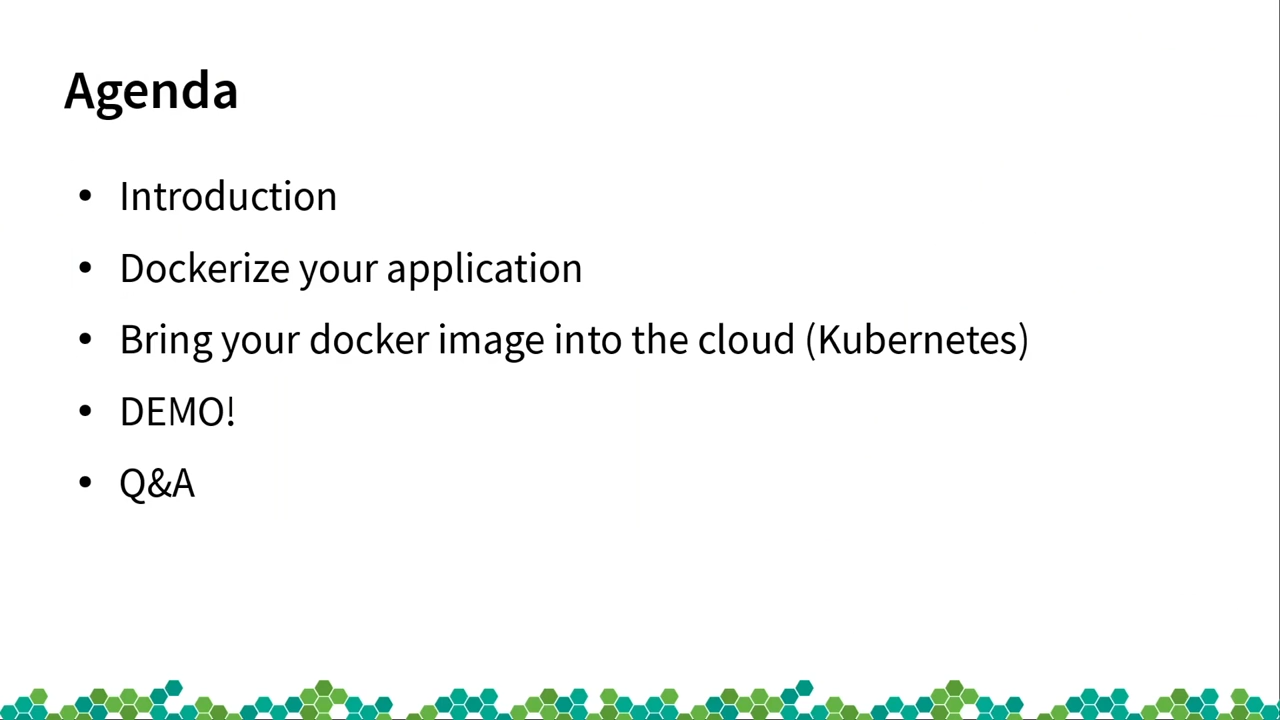 Agenda
• Introduction
• Dockerize your application
• Bring your docker image into the cloud (Kubernetes)
• DEMO!
• Q&A